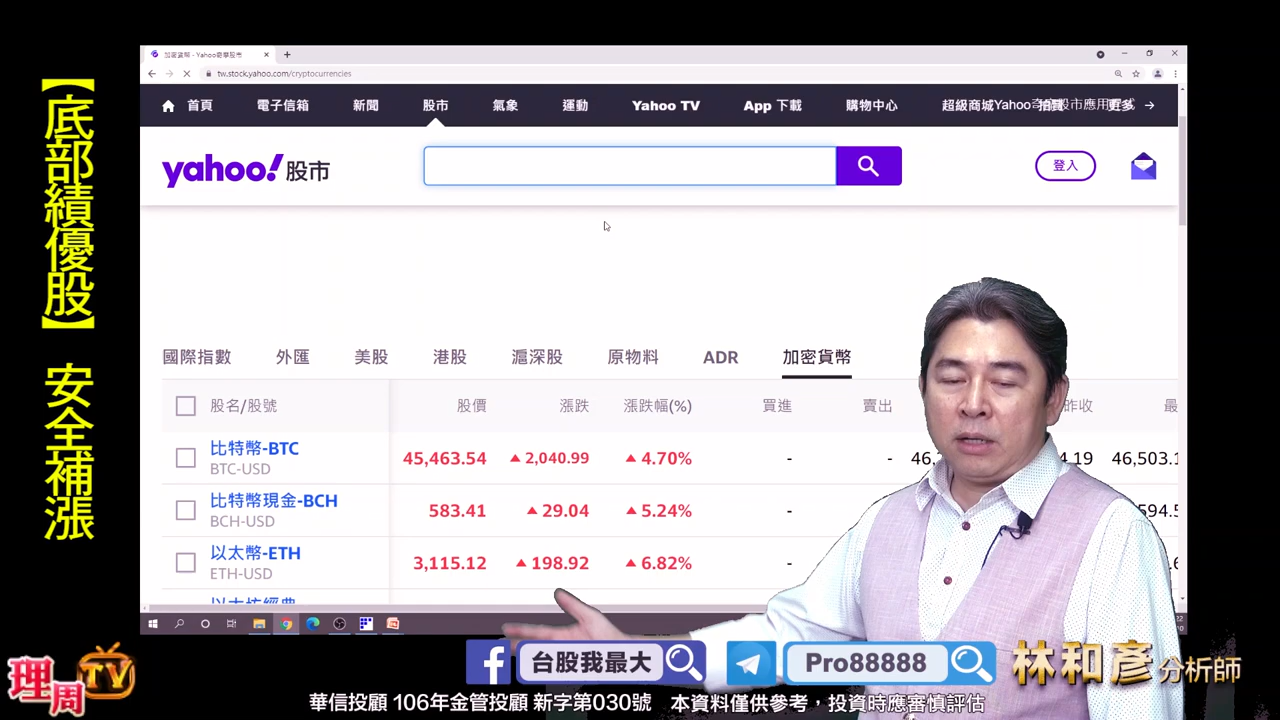 【底部績優股】安全補漲
加密貨幣 - Yahoo奇摩股市
tw.stock.yahoo.com/cryptocurrencies
首頁 電子信箱 新聞 股市 氣象 運動 Yahoo TV App 下載 購物中心 超級商城
yahoo! 股市 登入
國際指數 外匯 美股 港股 滬深股 原物料 ADR 加密貨幣
股名/股號 股價 漲跌 漲跌幅(%) 買進 賣出 昨收 最
比特幣-BTC 45,463.54 ▲ 2,040.99 ▲ 4.70% - - 46, 4.19 46,503.1
BTC-USD
比特幣現金-BCH 583.41 ▲ 29.04 ▲ 5.24% - 594.5
BCH-USD
以太幣-ETH 3,115.12 ▲ 198.92 ▲ 6.82% -
ETH-USD
理周TV
台股我最大 Pro88888 林和彥 分析師
華信投顧 106年金管投顧 新字第030號 本資料僅供參考，投資時應審慎評估